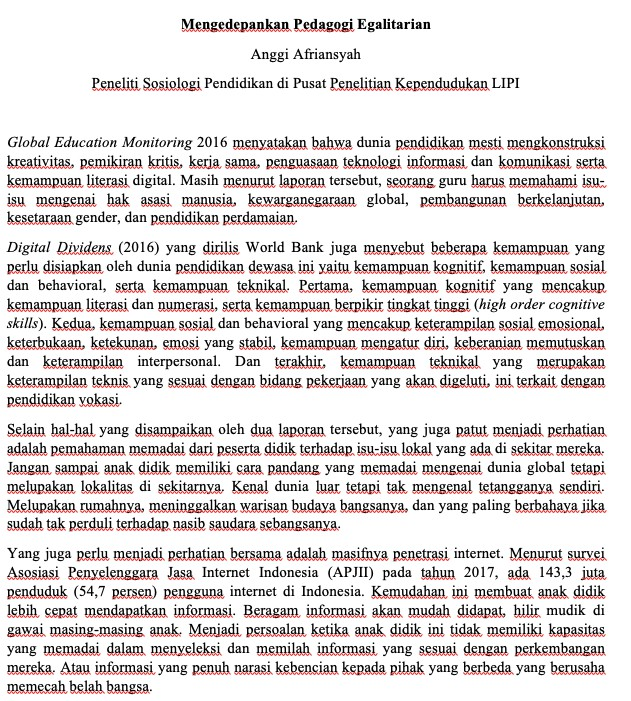 Mengedepankan Pedagogi Egalitarian
Anggi Afriansyah
Peneliti Sosiologi Pendidikan di Pusat Penelitian Kependudukan LIPI
Global Education Monitoring 2016 menyatakan bahwa dunia pendidikan mesti mengkonstruksi
kreativitas, pemikiran kritis, kerja sama, penguasaan teknologi informasi dan komunikasi serta
kemampuan literasi digital. Masih menurut laporan tersebut, seorang guru harus memahami isu-
isu mengenai hak asasi manusia, kewarganegaraan global, pembangunan berkelanjutan,
kesetaraan gender, dan pendidikan perdamaian.
Digital Dividens (2016) yang dirilis World Bank juga menyebut beberapa kemampuan yang
perlu disiapkan oleh dunia pendidikan dewasa ini yaitu kemampuan kognitif, kemampuan sosial
dan behavioral, serta kemampuan teknikal. Pertama, kemampuan kognitif yang mencakup
kemampuan literasi dan numerasi, serta kemampuan berpikir tingkat tinggi (high order cognitive
skills). Kedua, kemampuan sosial dan behavioral yang mencakup keterampilan sosial emosional,
keterbukaan, ketekunan, emosi yang stabil, kemampuan mengatur diri, keberanian memutuskan
dan keterampilan interpersonal. Dan terakhir, kemampuan teknikal yang merupakan
keterampilan teknis yang sesuai dengan bidang pekerjaan yang akan digeluti, ini terkait dengan
pendidikan vokasi.
Selain hal-hal yang disampaikan oleh dua laporan tersebut, yang juga patut menjadi perhatian
adalah pemahaman memadai dari peserta didik terhadap isu-isu lokal yang ada di sekitar mereka.
Jangan sampai anak didik memiliki cara pandang yang memadai mengenai dunia global tetapi
melupakan lokalitas di sekitarnya. Kenal dunia luar tetapi tak mengenal tetangganya sendiri.
Melupakan rumahnya, meninggalkan warisan budaya bangsanya, dan yang paling berbahaya jika
sudah tak perduli terhadap nasib saudara sebangsanya.
Yang juga perlu menjadi perhatian bersama adalah masifnya penetrasi internet. Menurut survei
Asosiasi Penyelenggara Jasa Internet Indonesia (APJII) pada tahun 2017, ada 143,3 juta
penduduk (54,7 persen) pengguna internet di Indonesia. Kemudahan ini membuat anak didik
lebih cepat mendapatkan informasi. Beragam informasi akan mudah didapat, hilir mudik di
gawai masing-masing anak. Menjadi persoalan ketika anak didik ini tidak memiliki kapasitas
yang memadai dalam menyeleksi dan memilah informasi yang sesuai dengan perkembangan
mereka. Atau informasi yang penuh narasi kebencian kepada pihak yang berbeda yang berusaha
memecah belah bangsa.